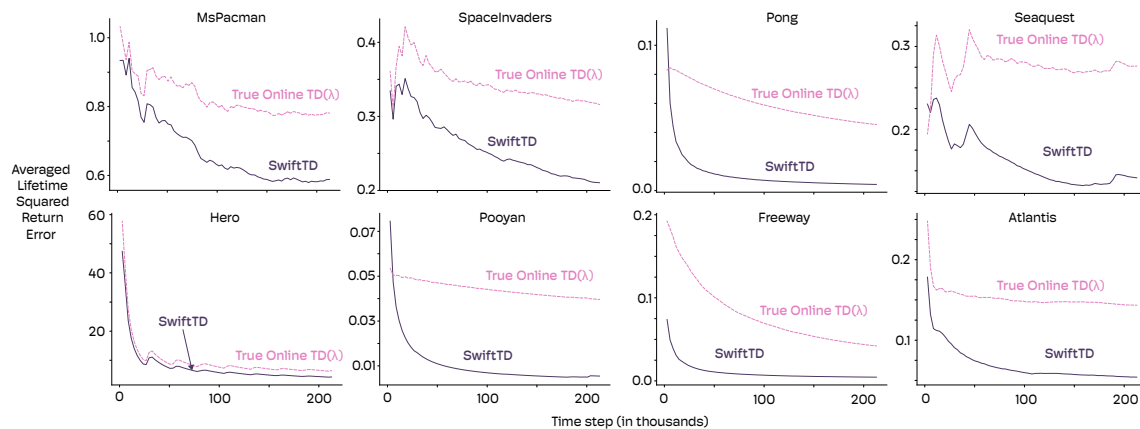 MsPacman
SpaceInvaders
Pong
Seaquest
1.0
0.8
0.6
True Online TD(λ)
SwiftTD
0.4
0.3
0.2
True Online TD(λ)
SwiftTD
0.1
0.0
True Online TD(λ)
SwiftTD
0.3
0.2
True Online TD(λ)
SwiftTD
Averaged
Lifetime
Squared
Return
Error
Hero
Pooyan
Freeway
Atlantis
60
40
20
SwiftTD
True Online TD(λ)
0 100 200
0.07
0.05
0.03
0.01
True Online TD(λ)
SwiftTD
0 100 200
0.2
0.1
0.0
True Online TD(λ)
SwiftTD
0 100 200
0.2
0.1
0.0
True Online TD(λ)
SwiftTD
0 100 200
Time step (in thousands)